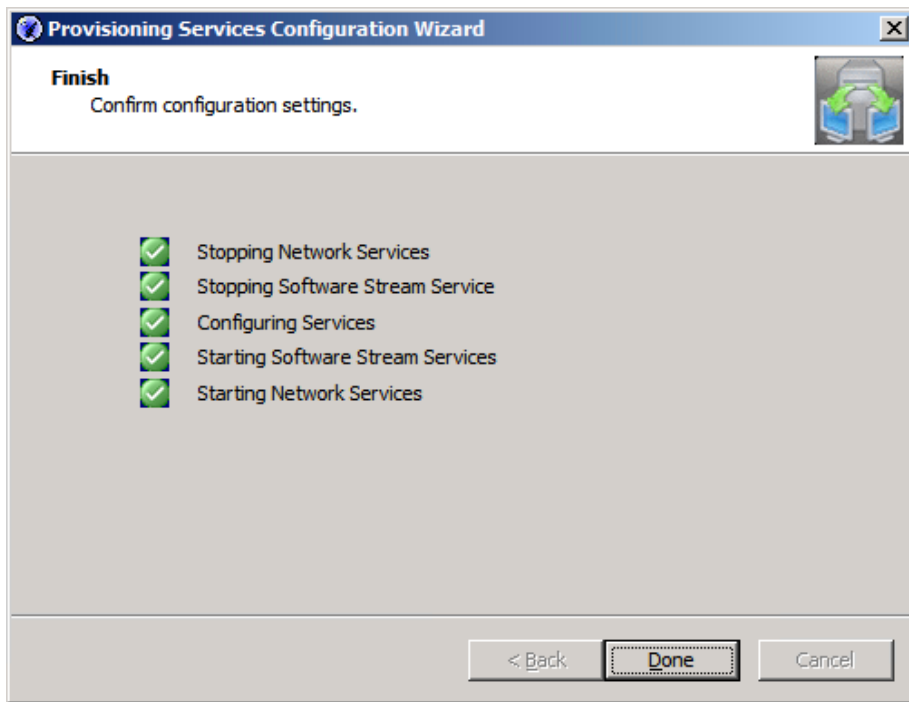 Provisioning Services Configuration Wizard
Finish
Confirm configuration settings.
Stopping Network Services
Stopping Software Stream Service
Configuring Services
Starting Software Stream Services
Starting Network Services
< Back Done Cancel